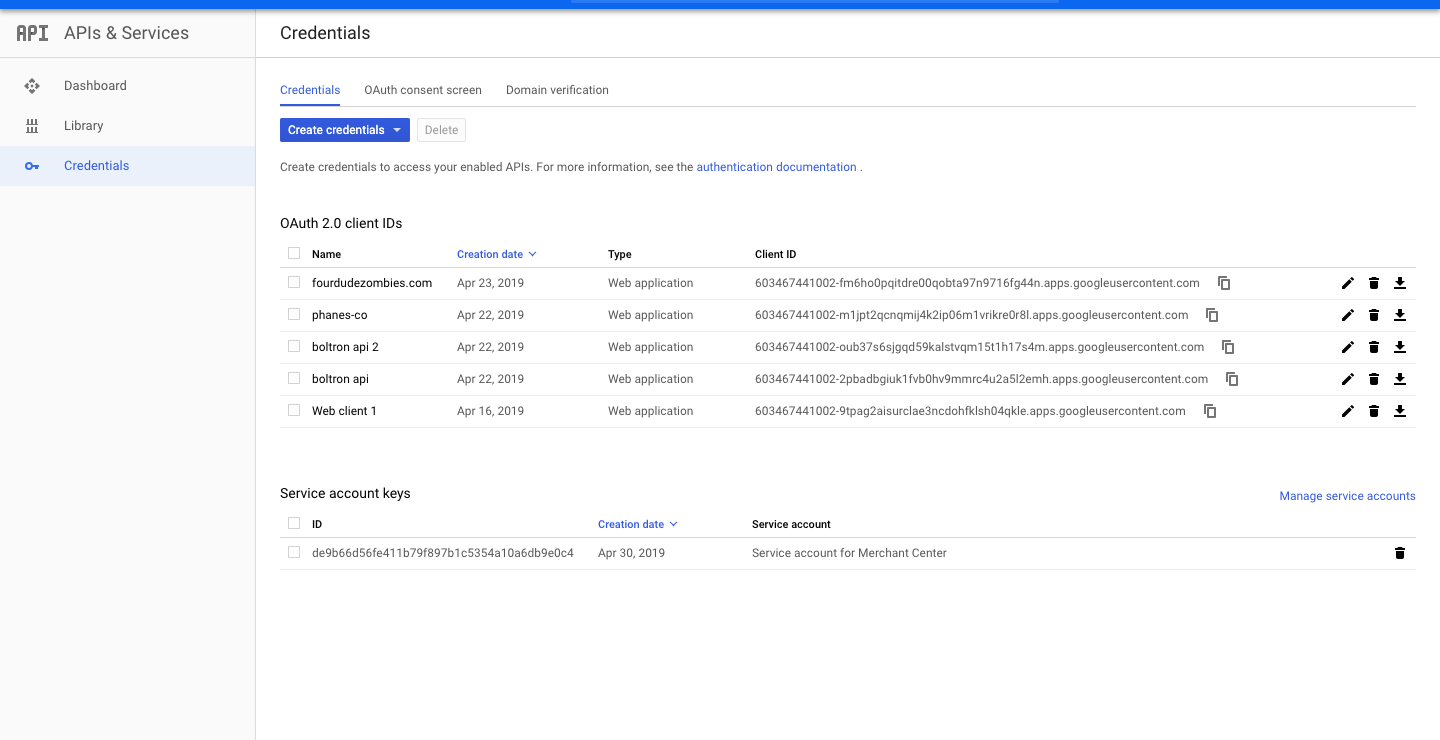 API APIs & Services
Credentials
Dashboard
Library
Credentials
Credentials OAuth consent screen Domain verification
Create credentials Delete
Create credentials to access your enabled APIs. For more information, see the authentication documentation .
OAuth 2.0 client IDs
Name Creation date Type Client ID
fourdudezombies.com Apr 23, 2019 Web application 603467441002-fm6ho0pqitdre00qobta97n9716fg44n.apps.googleusercontent.com
phanes-co Apr 22, 2019 Web application 603467441002-m1jpt2qcnqmij4k2ip06m1vrikre0r8l.apps.googleusercontent.com
boltron api 2 Apr 22, 2019 Web application 603467441002-oub37s6sjgqd59kalstvqm15t1h17s4m.apps.googleusercontent.com
boltron api Apr 22, 2019 Web application 603467441002-2pbadbgiuk1fvb0hv9mmrc4u2a5l2emh.apps.googleusercontent.com
Web client 1 Apr 16, 2019 Web application 603467441002-9tpag2aisurclae3ncdohfklsh04qkle.apps.googleusercontent.com
Service account keys
Manage service accounts
ID Creation date Service account
de9b66d56fe411b79f897b1c5354a10a6db9e0c4 Apr 30, 2019 Service account for Merchant Center